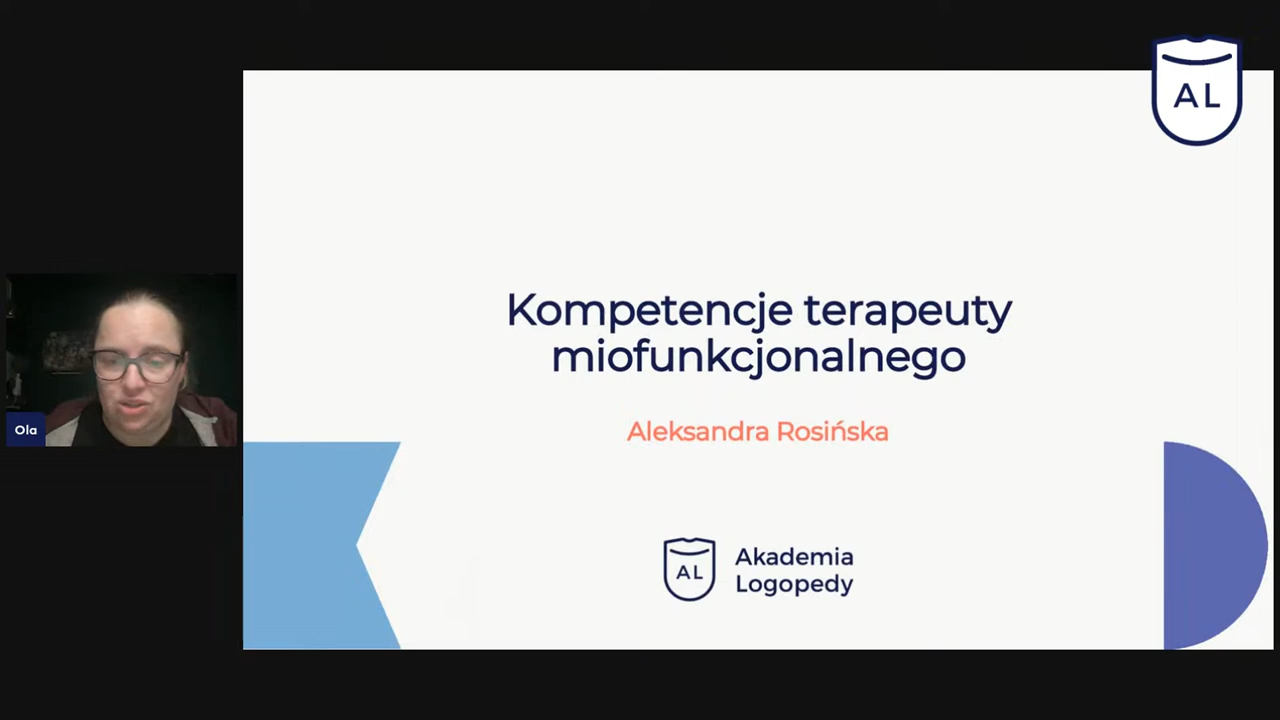 AL
Kompetencje terapeuty
miofunkcjonalnego
Aleksandra Rosińska
Ola
AL
Akademia
Logopedy